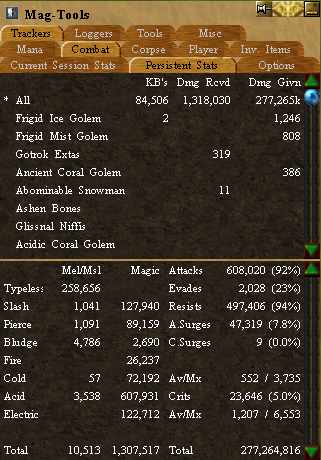 Mag-Tools
Trackers Loggers Tools Misc
Mana Combat Corpse Player Inv. Items
Current Session Stats Persistent Stats Options
KB's Dmg Rcvd Dmg Givn
* All 84,506 1,318,030 277,265k
Frigid Ice Golem 2 1,246
Frigid Mist Golem 808
Gotrok Extas 319
Ancient Coral Golem 386
Abominable Snowman 11
Ashen Bones
Glissnal Niffis
Acidic Coral Golem
Mel/Msl Magic Attacks 608,020 (92%)
Typeless 258,656 Evades 2,028 (23%)
Slash 1,041 127,940 Resists 497,406 (94%)
Pierce 1,091 89,159 A.Surges 47,319 (7.8%)
Bludge 4,786 2,690 C.Surges 9 (0.0%)
Fire 26,237
Cold 57 72,192 Av/Mx 552 / 3,735
Acid 3,538 607,931 Crits 23,646 (5.0%)
Electric 122,712 Av/Mx 1,207 / 6,553
Total 10,513 1,307,517 Total 277,264,816